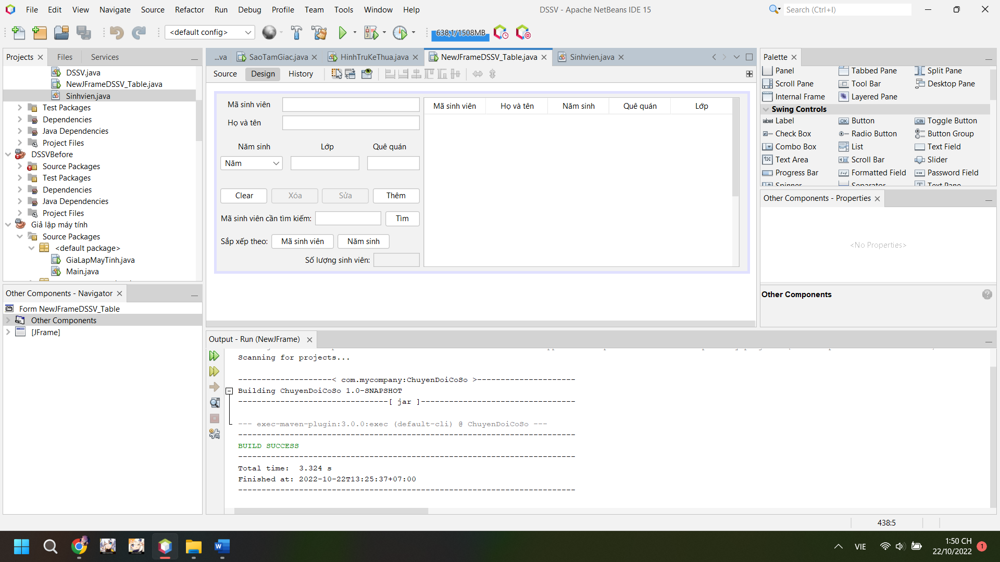 File Edit View Navigate Source Refactor Run Debug Profile Team Tools Window Help
DSSV - Apache NetBeans IDE 15
Search (Ctrl+I)
<default config>
638,1/1508MB
Projects Files Services
DSSV.java
NewJFrameDSSV_Table.java
Sinhvien.java
Test Packages
Dependencies
Java Dependencies
Project Files
DSSVBefore
Source Packages
Test Packages
Dependencies
Java Dependencies
Project Files
Giả lập máy tính
Source Packages
<default package>
GiaLapMayTinh.java
Main.java
Other Components - Navigator
Form NewJFrameDSSV_Table
Other Components
[JFrame]
...va SaoTamGiac.java HinhTruKeThua.java NewJFrameDSSV_Table.java Sinhvien.java
Source Design History
Mã sinh viên
Họ và tên
Năm sinh Lớp Quê quán
Năm
Clear Xóa Sửa Thêm
Mã sinh viên cần tìm kiếm: Tìm
Sắp xếp theo: Mã sinh viên Năm sinh
Số lượng sinh viên:
Mã sinh viên Họ và tên Năm sinh Quê quán Lớp
Palette
Panel Tabbed Pane Split Pane
Scroll Pane Tool Bar Desktop Pane
Internal Frame Layered Pane
Swing Controls
Label Button Toggle Button
Check Box Radio Button Button Group
Combo Box List Text Field
Text Area Scroll Bar Slider
Progress Bar Formatted Field Password Field
Spinner Separator Text Pane
Other Components - Properties
<No Properties>
Other Components
Output - Run (NewJFrame)
Scanning for projects...
--------------------< com.mycompany:ChuyenDoiCoSo >---------------------
Building ChuyenDoiCoSo 1.0-SNAPSHOT
--------------------------------[ jar ]---------------------------------
--- exec-maven-plugin:3.0.0:exec (default-cli) @ ChuyenDoiCoSo ---
------------------------------------------------------------------------
BUILD SUCCESS
------------------------------------------------------------------------
Total time:  3.324 s
Finished at: 2022-10-22T13:25:37+07:00
------------------------------------------------------------------------
438:5
VIE
1:50 CH
22/10/2022
1